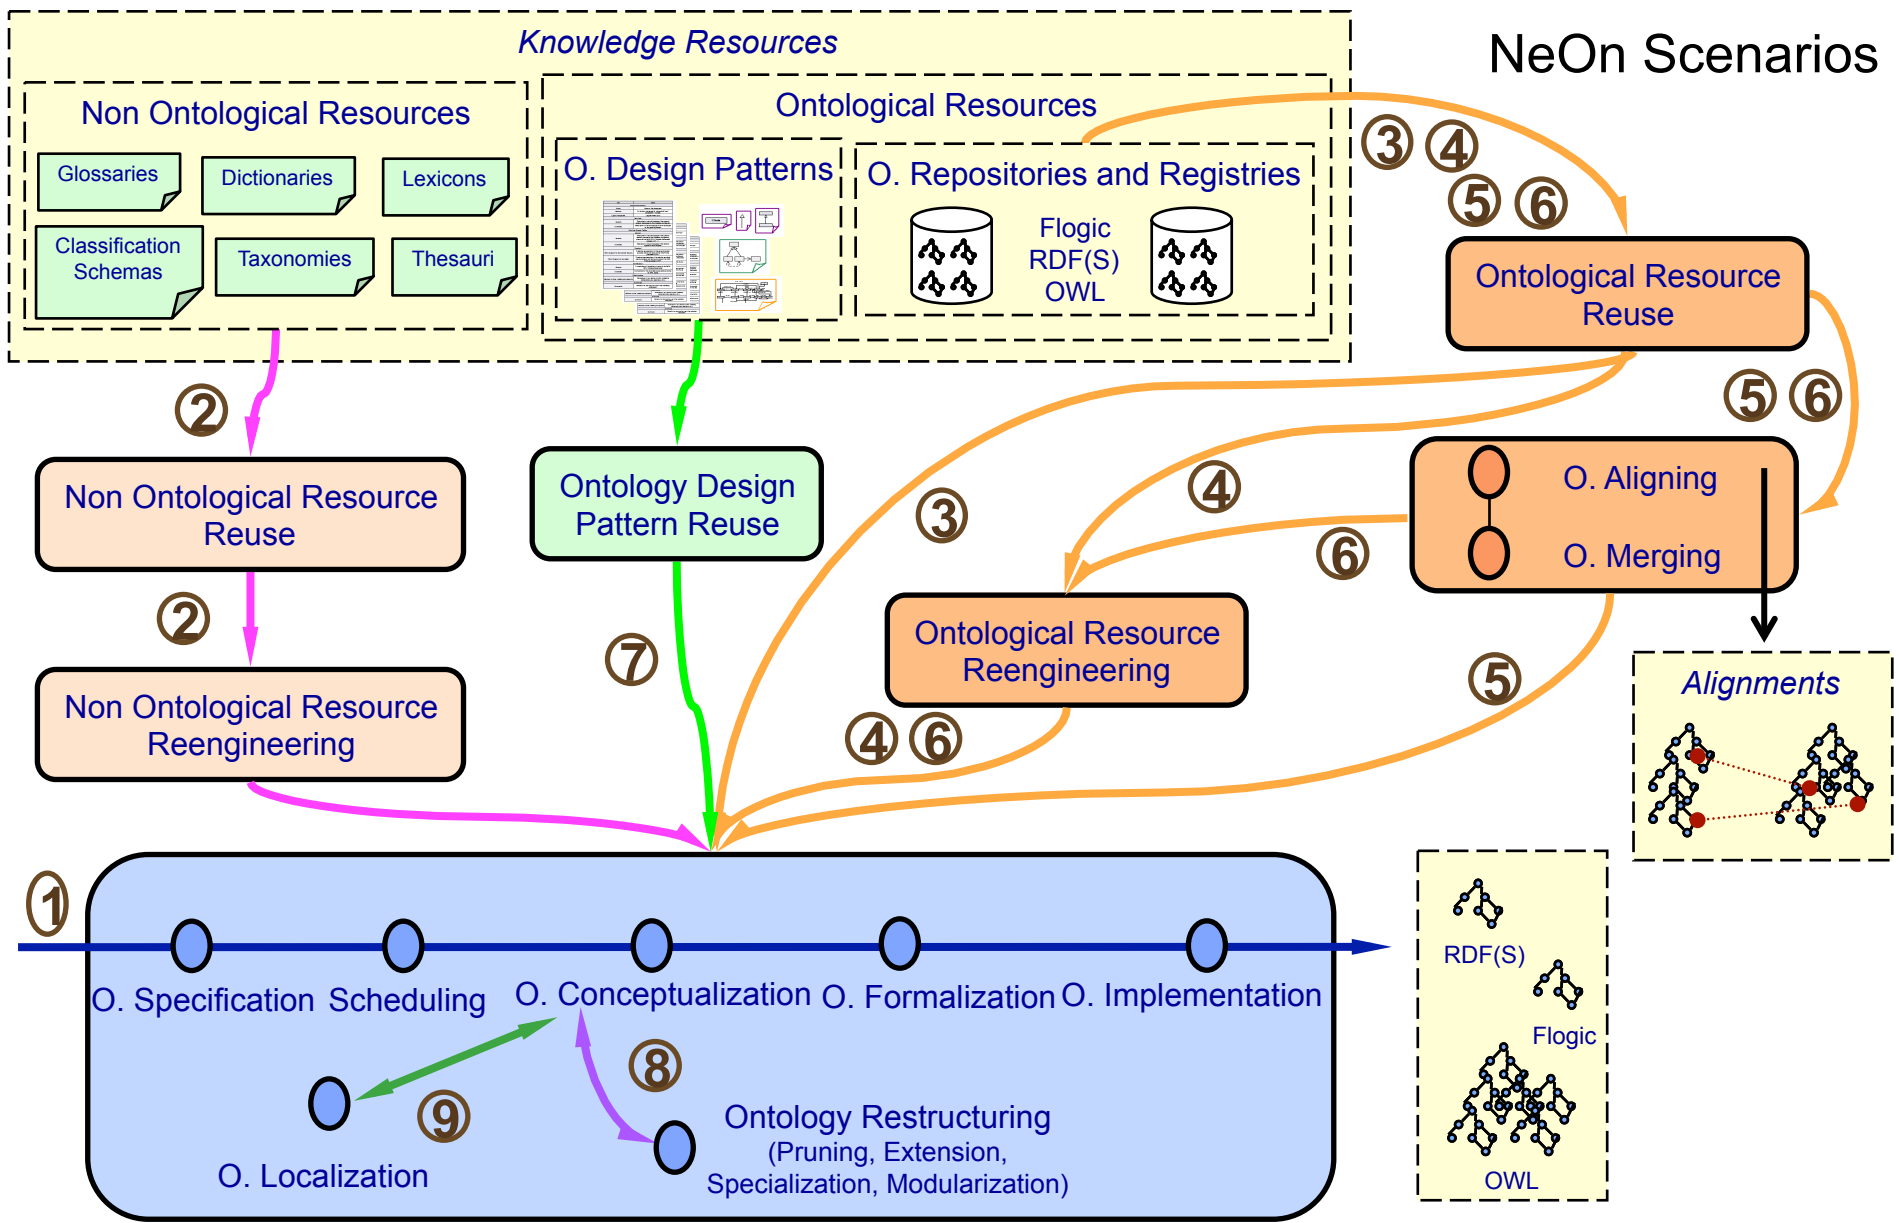 Knowledge Resources
NeOn Scenarios
Non Ontological Resources
Glossaries
Dictionaries
Lexicons
Classification
Schemas
Taxonomies
Thesauri
Ontological Resources
O. Design Patterns
O. Repositories and Registries
Flogic
RDF(S)
OWL
3
4
5
6
Ontological Resource
Reuse
2
5
6
Non Ontological Resource
Reuse
Ontology Design
Pattern Reuse
3
4
O. Aligning
O. Merging
6
2
7
Ontological Resource
Reengineering
5
Alignments
Non Ontological Resource
Reengineering
4
6
1
O. Specification
Scheduling
O. Conceptualization
O. Formalization
O. Implementation
8
9
O. Localization
Ontology Restructuring
(Pruning, Extension,
Specialization, Modularization)
RDF(S)
Flogic
OWL